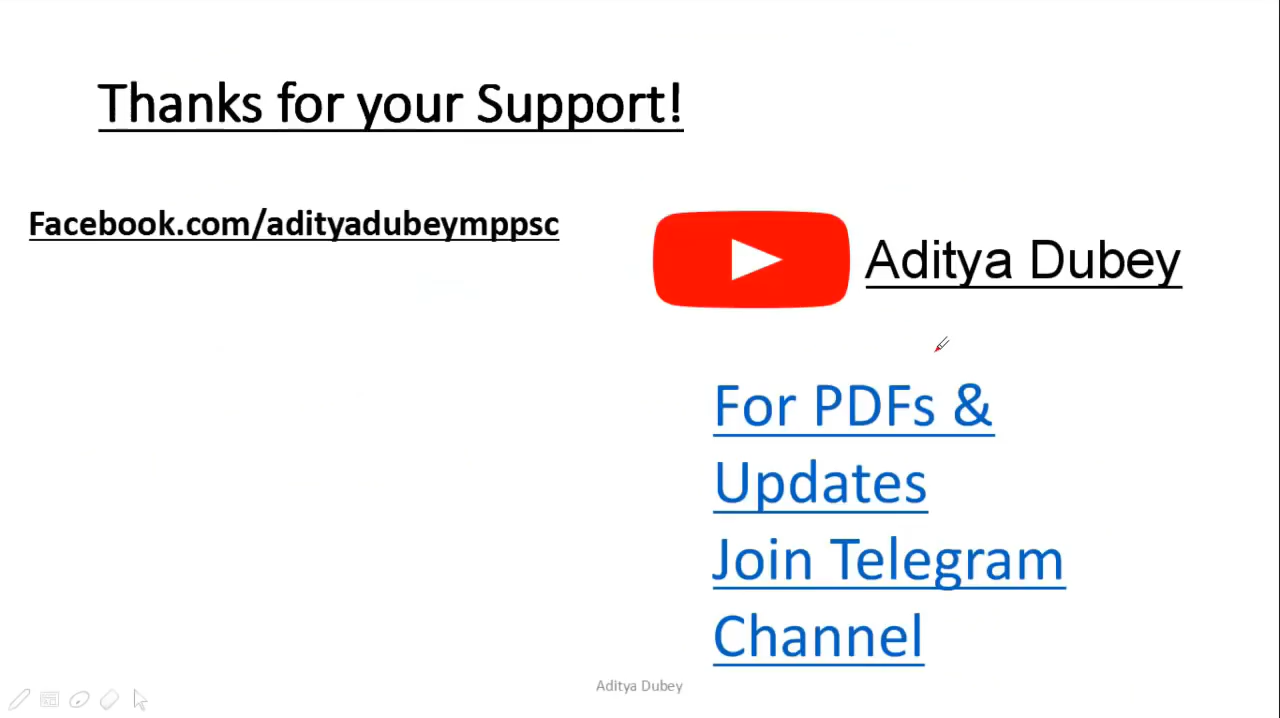 Thanks for your Support!
Facebook.com/adityadubeymppsc
Aditya Dubey
For PDFs &
Updates
Join Telegram
Channel
Aditya Dubey